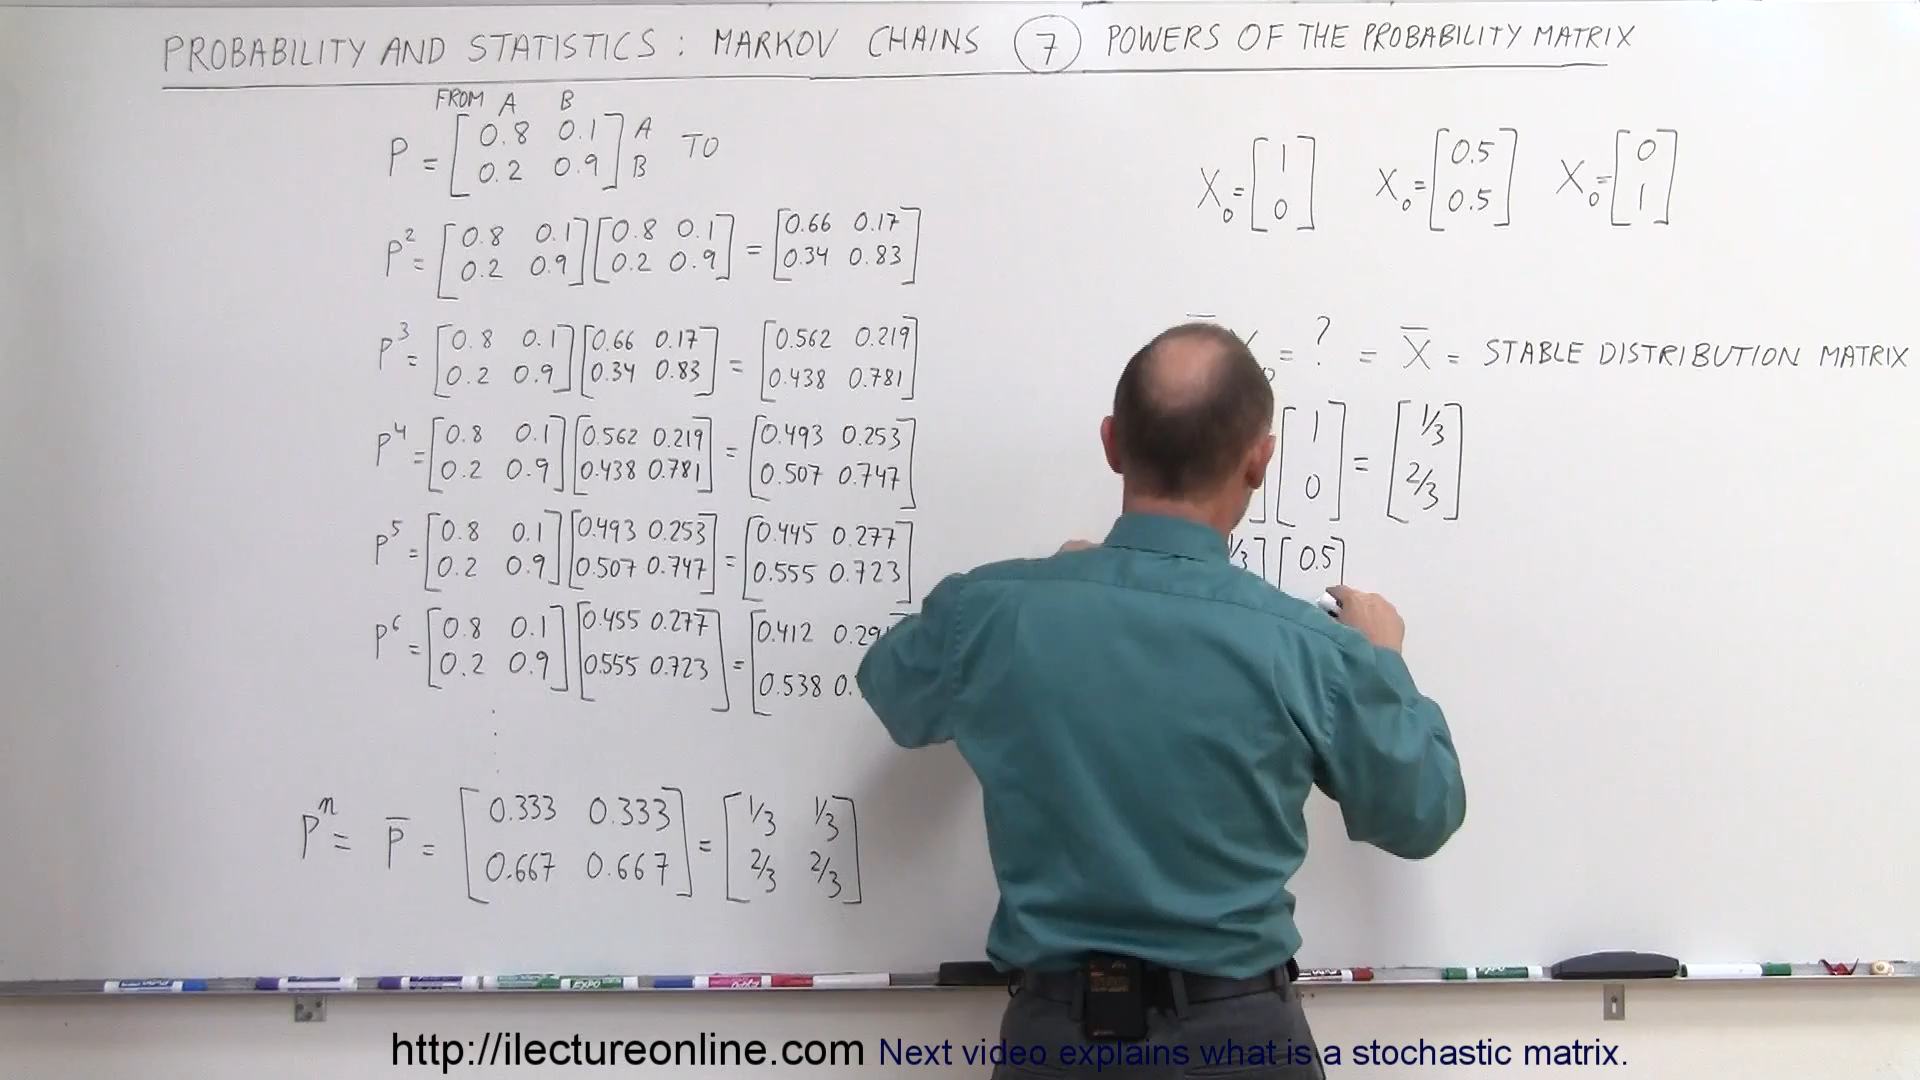 PROBABILITY AND STATISTICS : MARKOV CHAINS 7 POWERS OF THE PROBABILITY MATRIX
FROM A B
P = [0.8 0.1] A TO
[0.2 0.9] B
P² = [0.8 0.1] [0.8 0.1] = [0.66 0.17]
[0.2 0.9] [0.2 0.9] [0.34 0.83]
P³ = [0.8 0.1] [0.66 0.17] = [0.562 0.219]
[0.2 0.9] [0.34 0.83] [0.438 0.781]
P⁴ = [0.8 0.1] [0.562 0.219] = [0.493 0.253]
[0.2 0.9] [0.438 0.781] [0.507 0.747]
P⁵ = [0.8 0.1] [0.493 0.253] = [0.445 0.277]
[0.2 0.9] [0.507 0.747] [0.555 0.723]
P⁶ = [0.8 0.1] [0.455 0.277] = [0.412 0.29
[0.2 0.9] [0.555 0.723] [0.538 0.
Pⁿ = P̅ = [0.333 0.333] = [1/3 1/3]
[0.667 0.667] [2/3 2/3]
X₀ = [1] X₀ = [0.5] X₀ = [0]
[0] [0.5] [1]
= ? = X̅ = STABLE DISTRIBUTION MATRIX
[1] = [1/3]
[0] [2/3]
1/3] [0.5]
http://ilectureonline.com Next video explains what is a stochastic matrix.